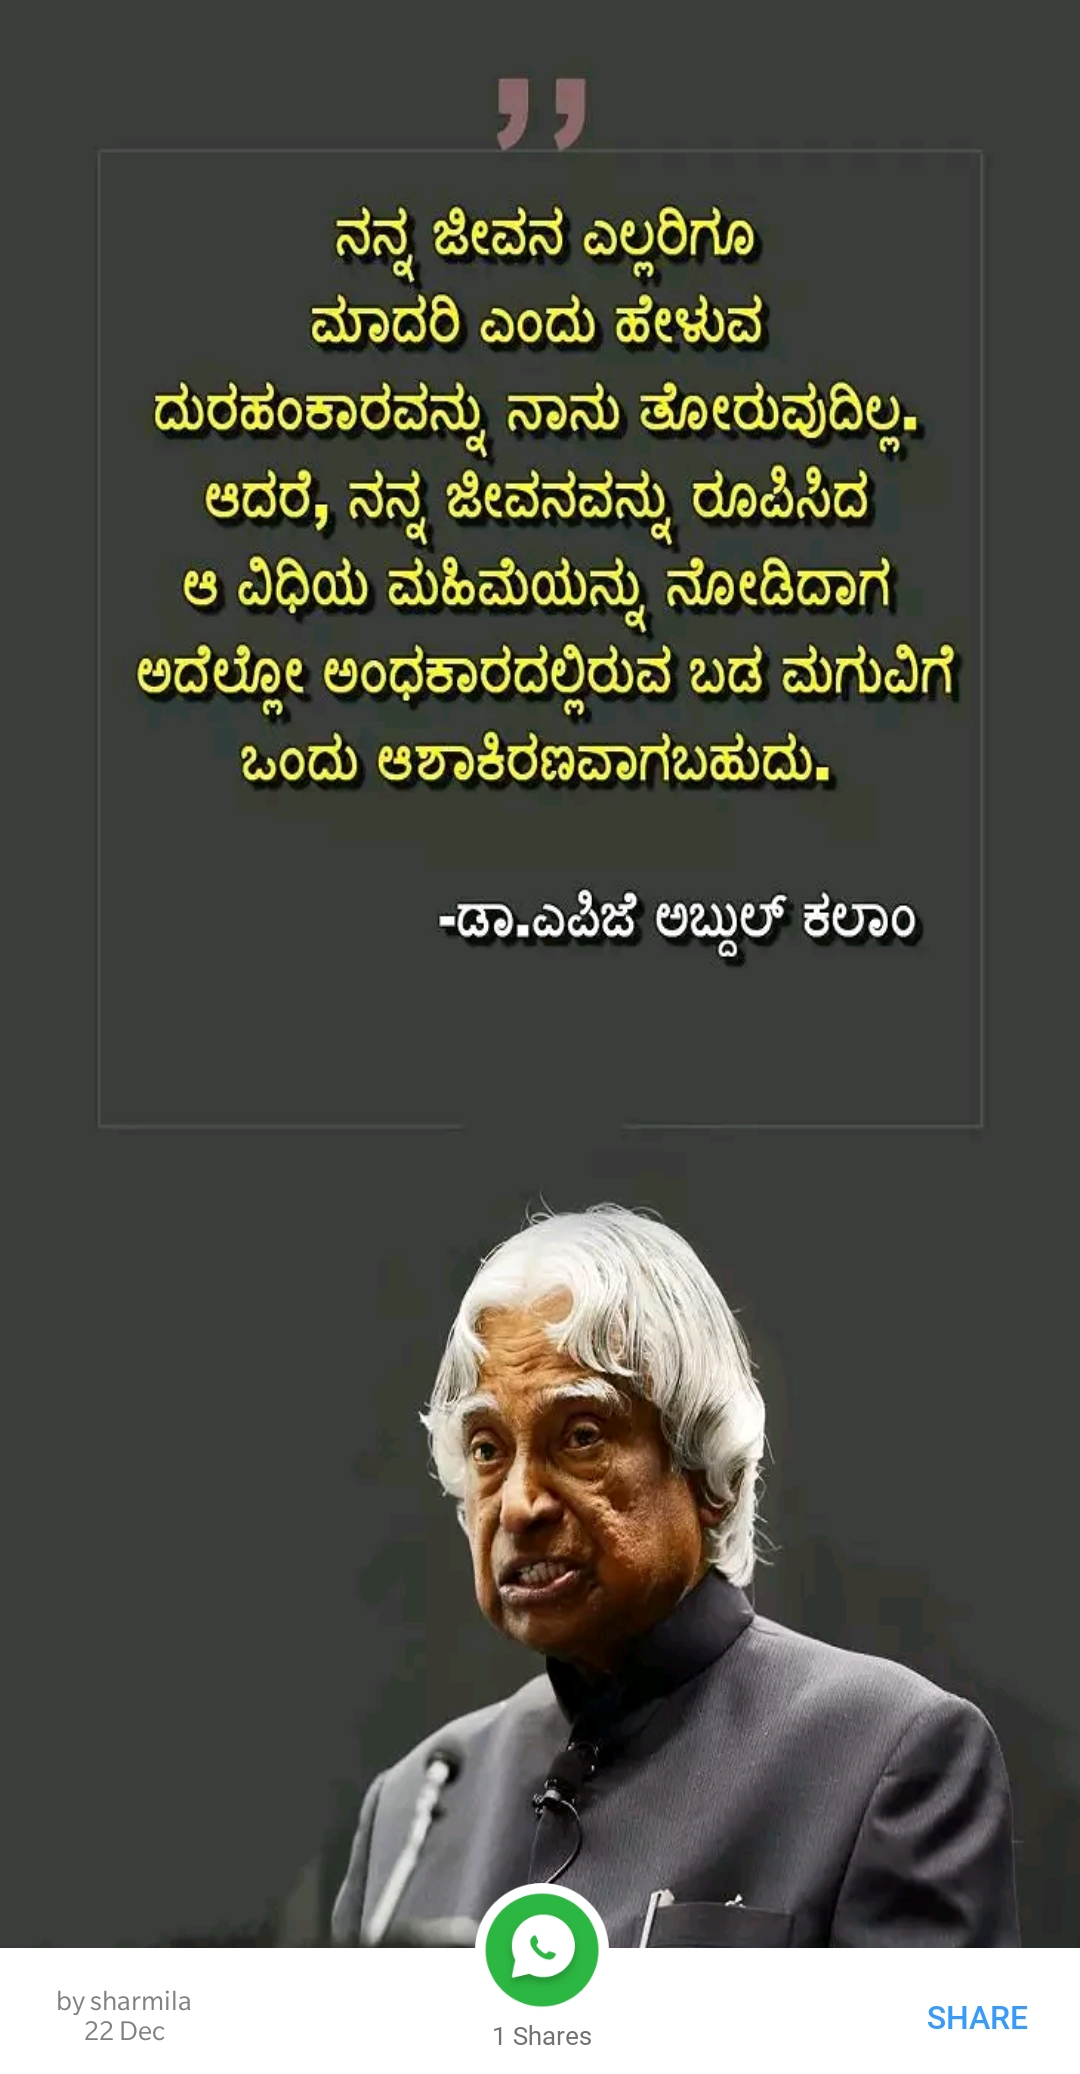 ನನ್ನ ಜೀವನ ಎಲ್ಲರಿಗೂ
ಮಾದರಿ ಎಂದು ಹೇಳುವ
ದುರಹಂಕಾರವನ್ನು ನಾನು ತೋರುವುದಿಲ್ಲ.
ಆದರೆ, ನನ್ನ ಜೀವನವನ್ನು ರೂಪಿಸಿದ
ಆ ವಿಧಿಯ ಮಹಿಮೆಯನ್ನು ನೋಡಿದಾಗ
ಅದೆಲ್ಲೋ ಅಂಧಕಾರದಲ್ಲಿರುವ ಬಡ ಮಗುವಿಗೆ
ಒಂದು ಆಶಾಕಿರಣವಾಗಬಹುದು.
-ಡಾ.ಎಪಿಜೆ ಅಬ್ದುಲ್ ಕಲಾಂ
by sharmila
22 Dec
1 Shares
SHARE